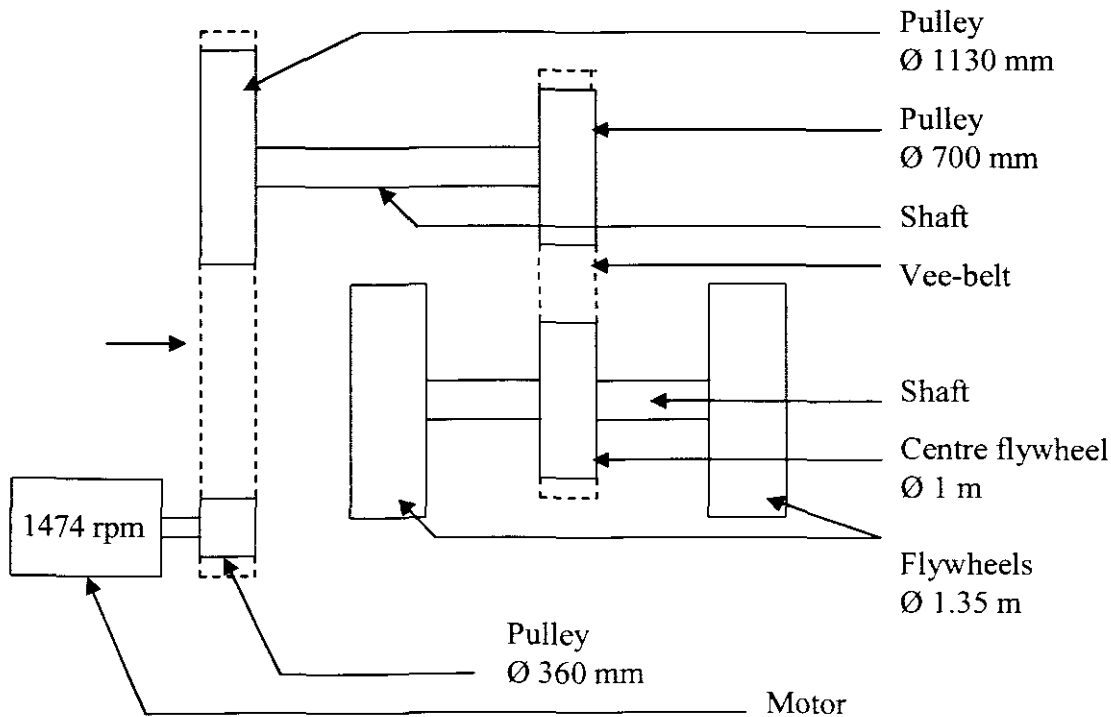 Pulley
Ø 1130 mm
Pulley
Ø 700 mm
Shaft
Vee-belt
Shaft
Centre flywheel
Ø 1 m
1474 rpm
Flywheels
Ø 1.35 m
Pulley
Ø 360 mm
Motor